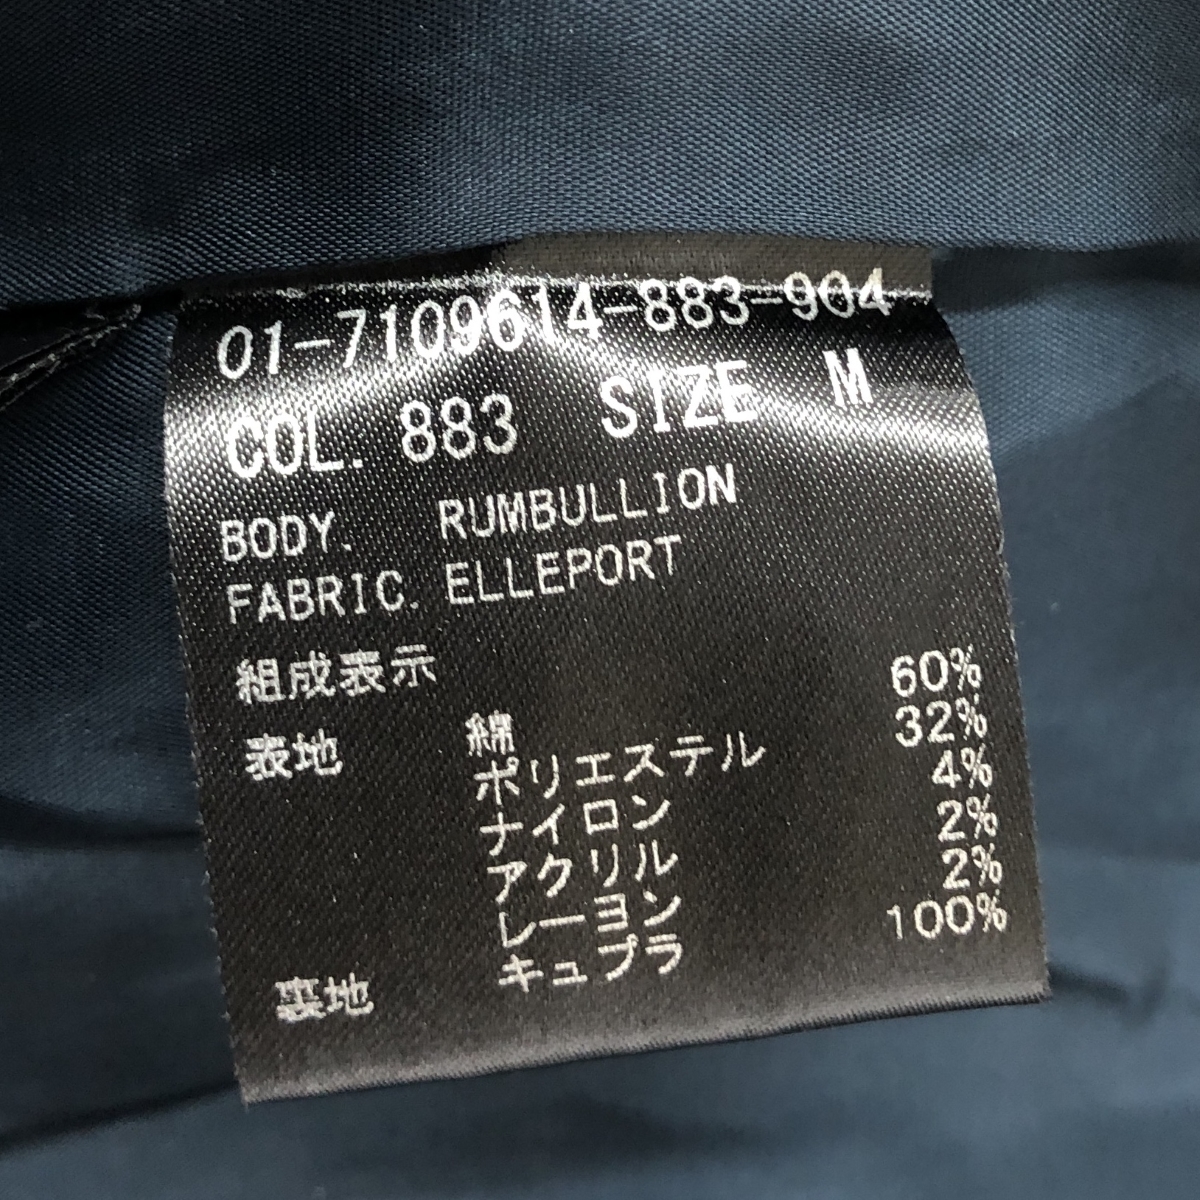 01-7109614-883-904
COL. 883 SIZE M
BODY. RUMBULLION
FABRIC. ELLEPORT
組成表示
表地 綿 60%
ポリエステル 32%
ナイロン 4%
アクリル 2%
レーヨン 2%
裏地 キュプラ 100%